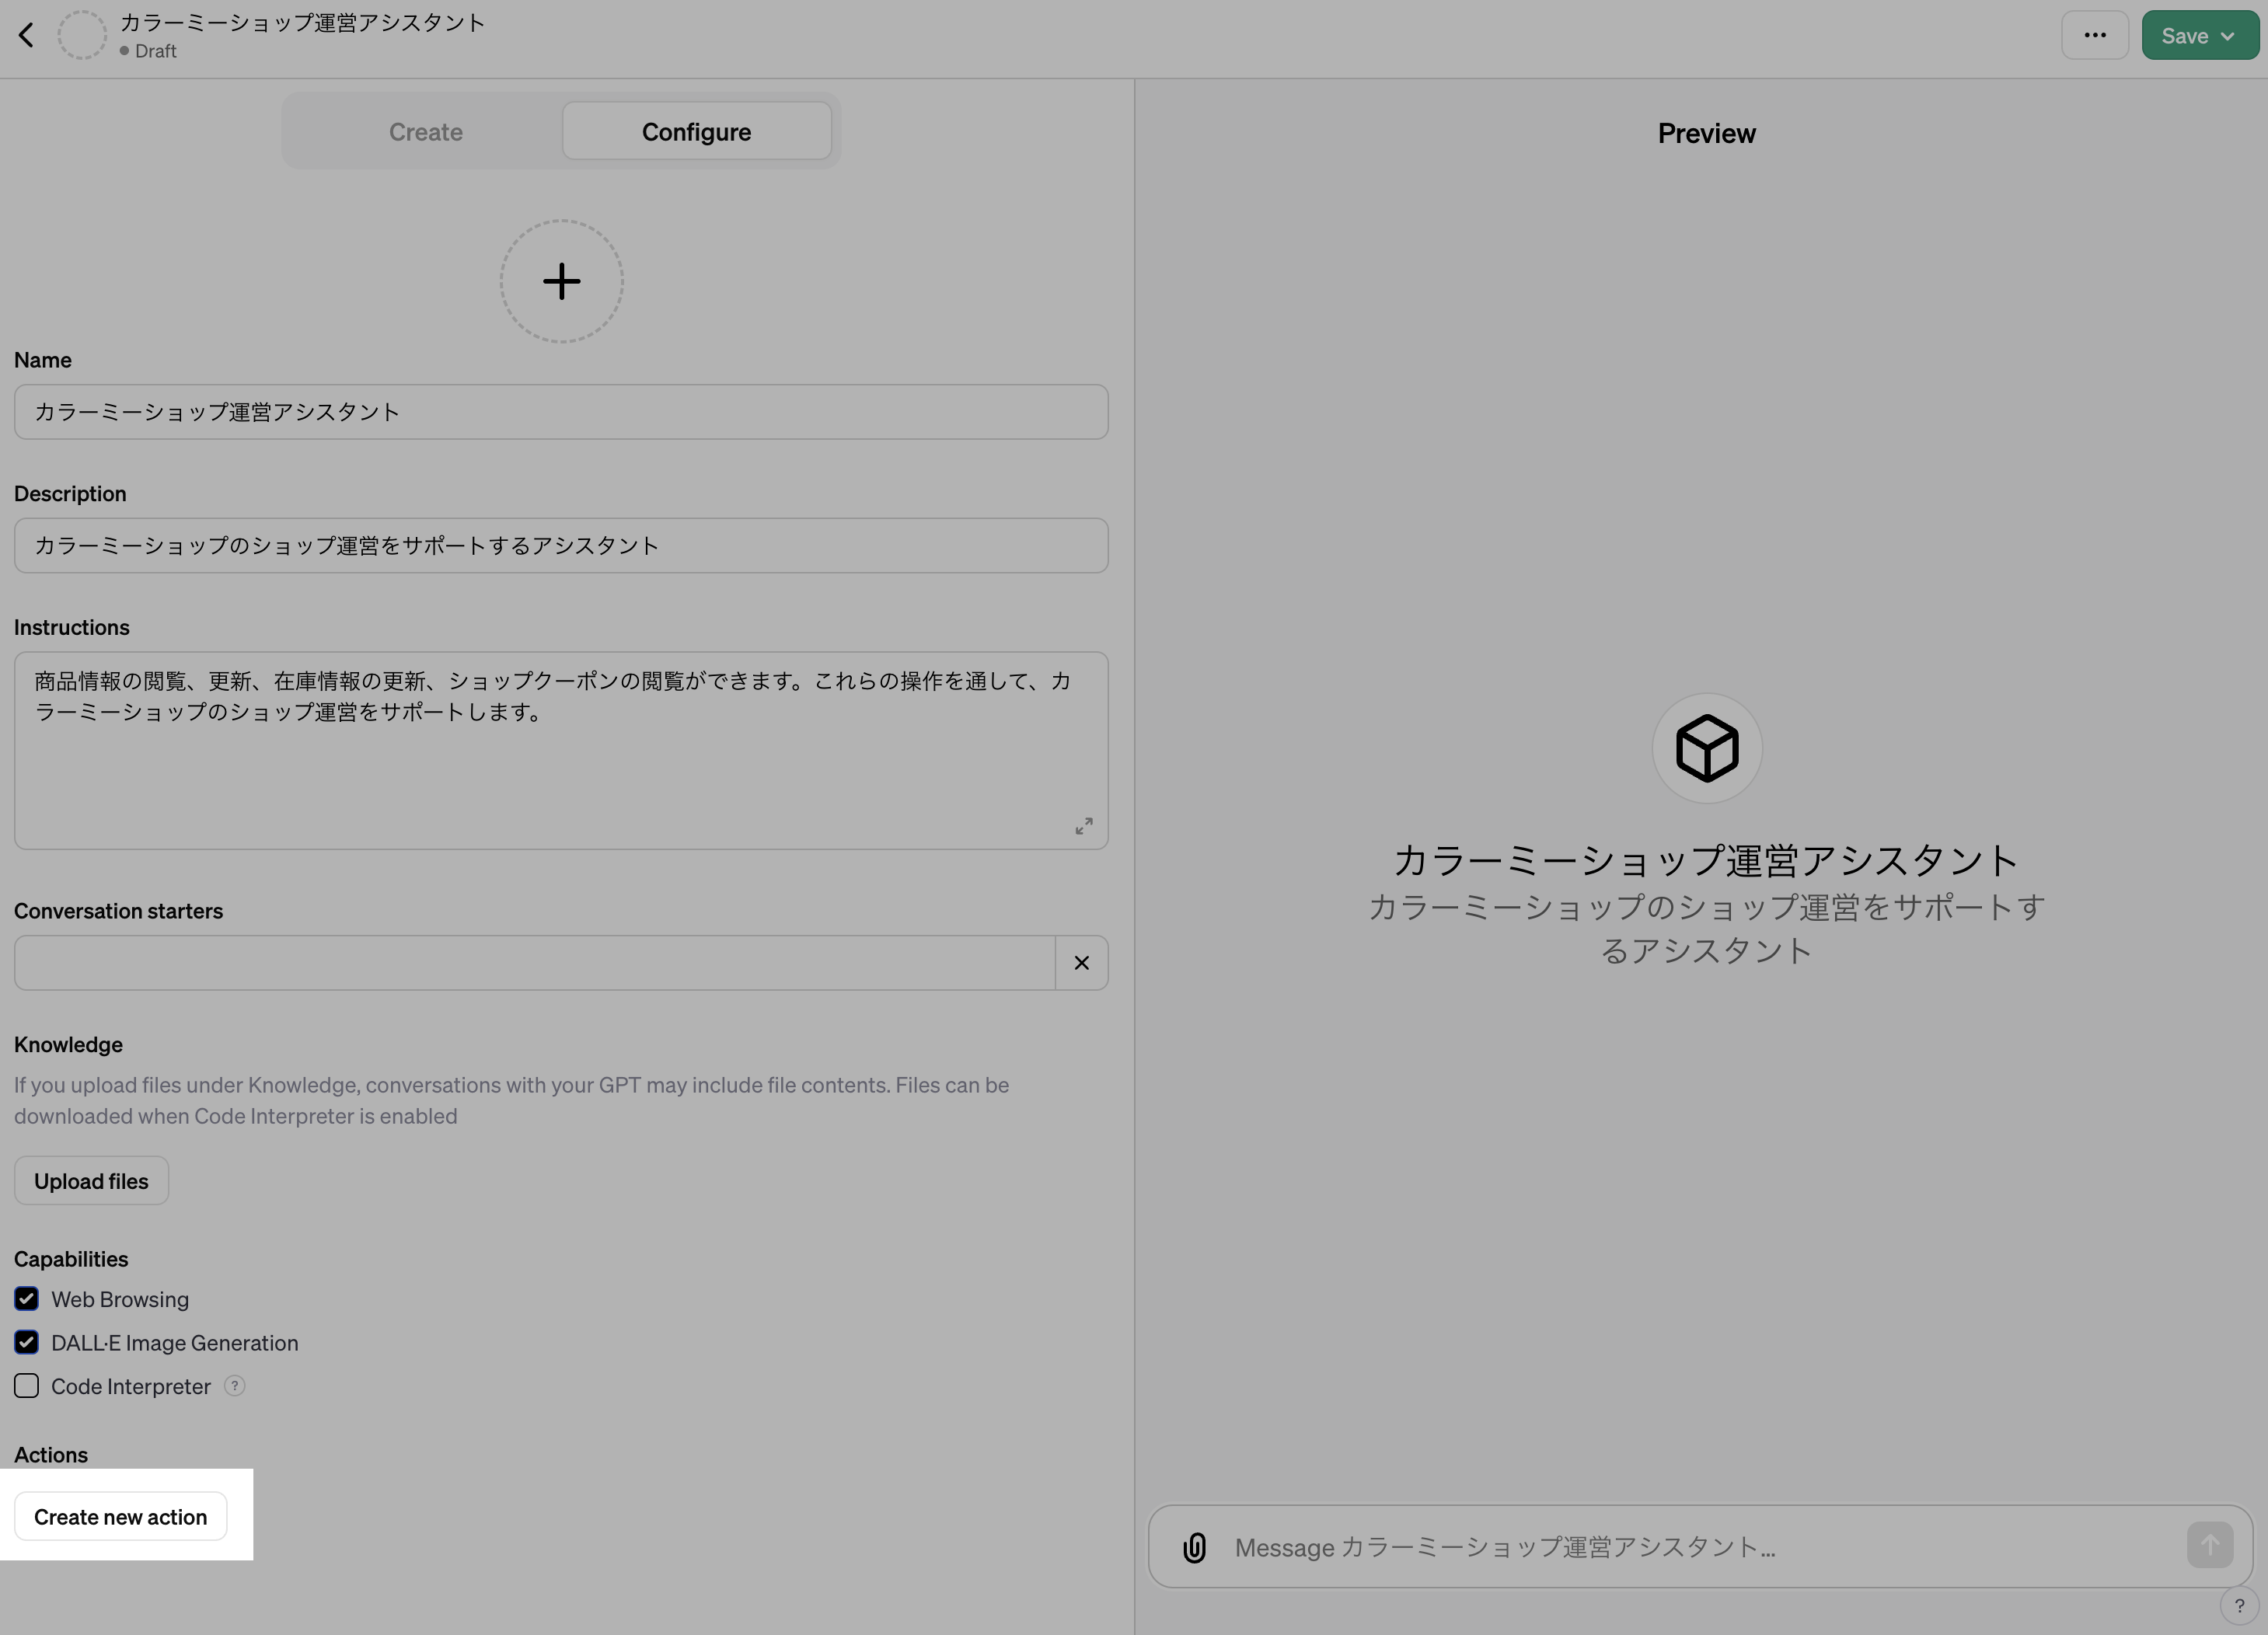 カラーミーショップ運営アシスタント
Draft
Save
Create
Configure
Name
カラーミーショップ運営アシスタント
Description
カラーミーショップのショップ運営をサポートするアシスタント
Instructions
商品情報の閲覧、更新、在庫情報の更新、ショップクーポンの閲覧ができます。これらの操作を通して、カ
ラーミーショップのショップ運営をサポートします。
Conversation starters
Knowledge
If you upload files under Knowledge, conversations with your GPT may include file contents. Files can be
downloaded when Code Interpreter is enabled
Upload files
Capabilities
Web Browsing
DALL·E Image Generation
Code Interpreter ?
Actions
Create new action
Preview
カラーミーショップ運営アシスタント
カラーミーショップのショップ運営をサポートす
るアシスタント
Message カラーミーショップ運営アシスタント…
?